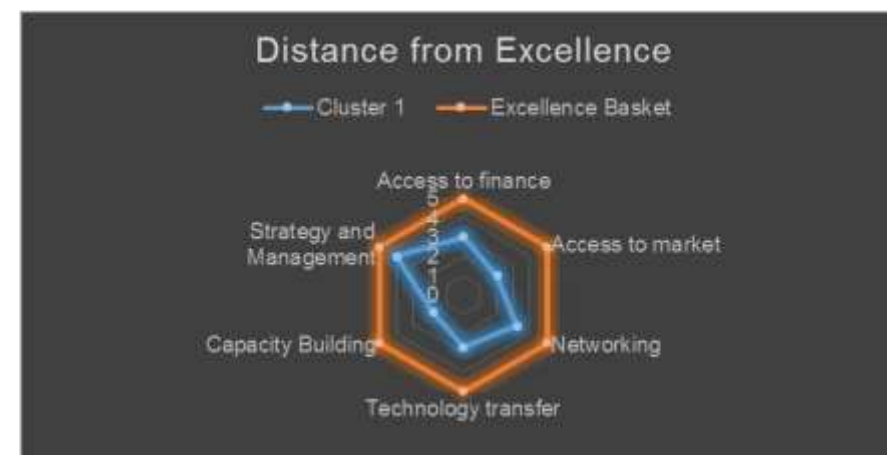 Distance from Excellence
Cluster 1 Excellence Basket
Access to finance
5
4
3
2
1
0
Access to market
Networking
Technology transfer
Capacity Building
Strategy and
Management